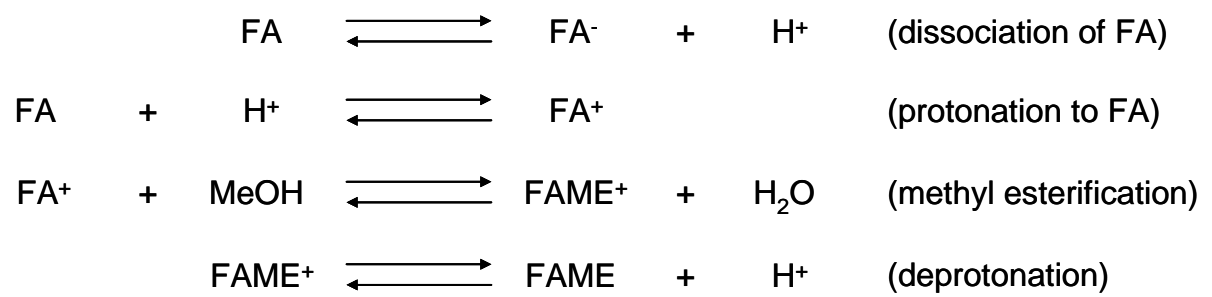 FA ⇌ FA⁻ + H⁺ (dissociation of FA)
FA + H⁺ ⇌ FA⁺ (protonation to FA)
FA⁺ + MeOH ⇌ FAME⁺ + H₂O (methyl esterification)
FAME⁺ ⇌ FAME + H⁺ (deprotonation)